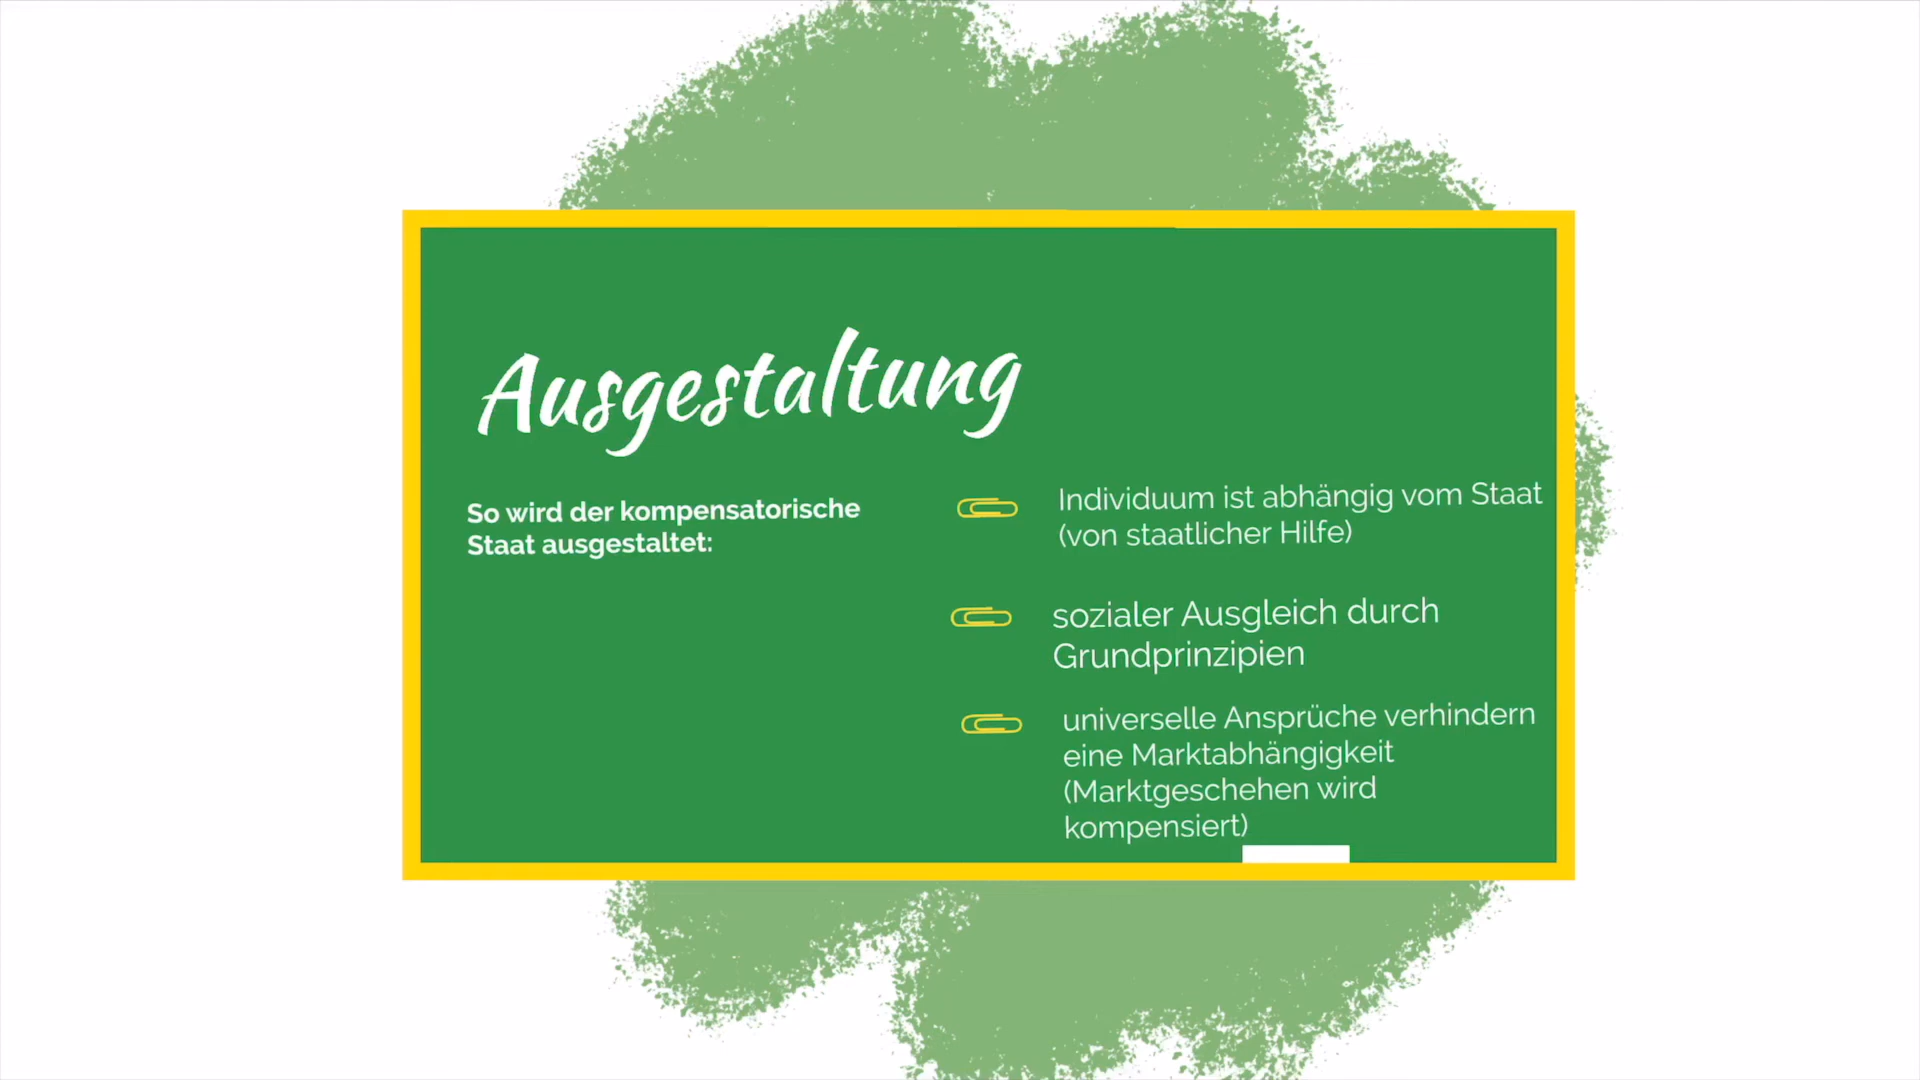 Ausgestaltung
So wird der kompensatorische
Staat ausgestaltet:
Individuum ist abhängig vom Staat
(von staatlicher Hilfe)
sozialer Ausgleich durch
Grundprinzipien
universelle Ansprüche verhindern
eine Marktabhängigkeit
(Marktgeschehen wird
kompensiert)